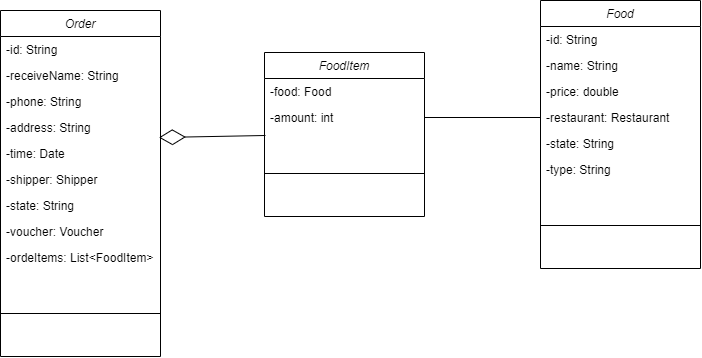 Order
-id: String
-receiveName: String
-phone: String
-address: String
-time: Date
-shipper: Shipper
-state: String
-voucher: Voucher
-ordeItems: List<FoodItem>
FoodItem
-food: Food
-amount: int
Food
-id: String
-name: String
-price: double
-restaurant: Restaurant
-state: String
-type: String